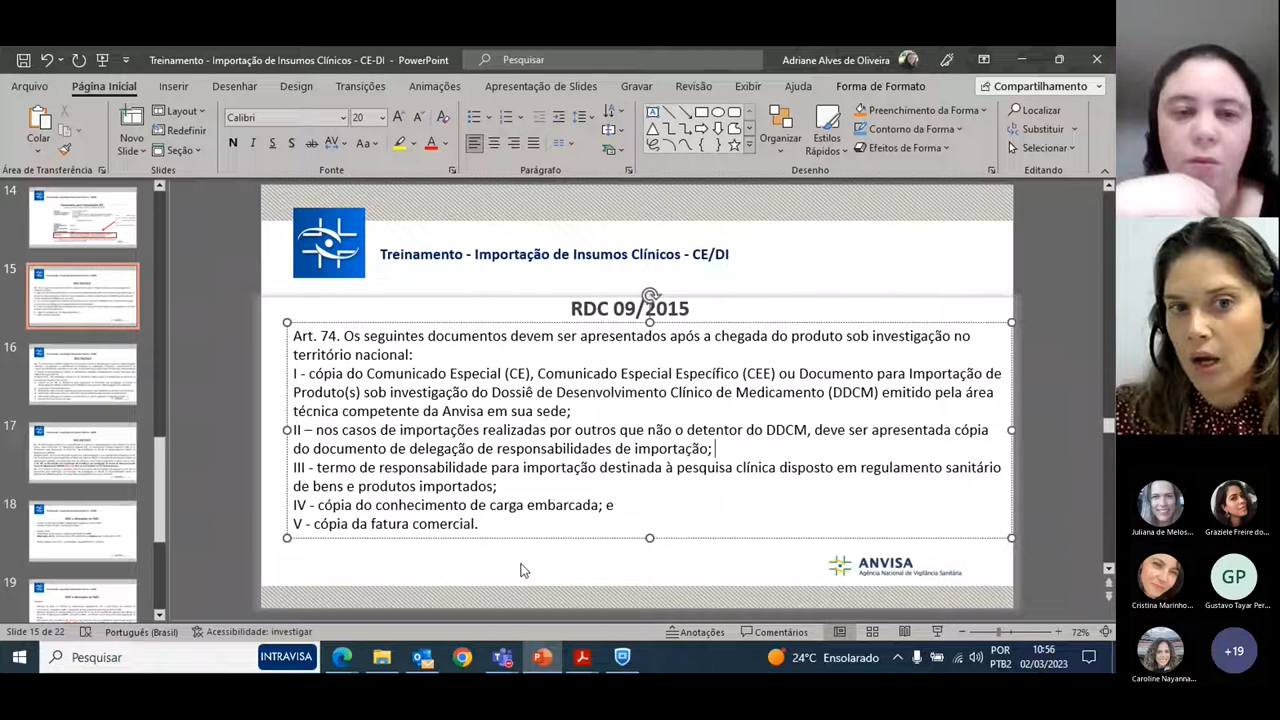 Treinamento - Importação de Insumos Clínicos - CE-DI - PowerPoint
Pesquisar
Adriane Alves de Oliveira
Arquivo Página Inicial Inserir Desenhar Design Transições Animações Apresentação de Slides Gravar Revisão Exibir Ajuda Forma de Formato
Compartilhamento
Colar
Novo
Slide
Layout
Redefinir
Seção
Calibri 20
N I S S ab AV Aa A
Organizar
Estilos
Rápidos
Preenchimento da Forma
Contorno da Forma
Efeitos de Forma
Localizar
Substituir
Selecionar
Área de Transferência Slides Fonte Parágrafo Desenho Editando
14
15
16
17
18
19
Treinamento - Importação de Insumos Clínicos - CE/DI
RDC 09/2015
Art. 74. Os seguintes documentos devem ser apresentados após a chegada do produto sob investigação no
território nacional:
I - cópia do Comunicado Especial (CE), Comunicado Especial Específico (CEE) ou Documento para Importação de
Produto(s) sob investigação do Dossiê de Desenvolvimento Clínico de Medicamento (DDCM) emitido pela área
técnica competente da Anvisa em sua sede;
II – nos casos de importações realizadas por outros que não o detentor do DDCM, deve ser apresentada cópia
do documento de delegação de responsabilidades de importação;
III - termo de responsabilidade para importação destinada à pesquisa clínica disposto em regulamento sanitário
de bens e produtos importados;
IV - cópia do conhecimento de carga embarcada; e
V - cópia da fatura comercial.
ANVISA
Agência Nacional de Vigilância Sanitária
Slide 15 de 22 Português (Brasil) Acessibilidade: investigar
Anotações Comentários 72%
Pesquisar
INTRAVISA
24°C Ensolarado
POR
PTB2
10:56
02/03/2023
Juliana de Melos...
Graziele Freire do...
Cristina Marinho...
GP
Gustavo Tayar Per...
Caroline Nayanna...
+19